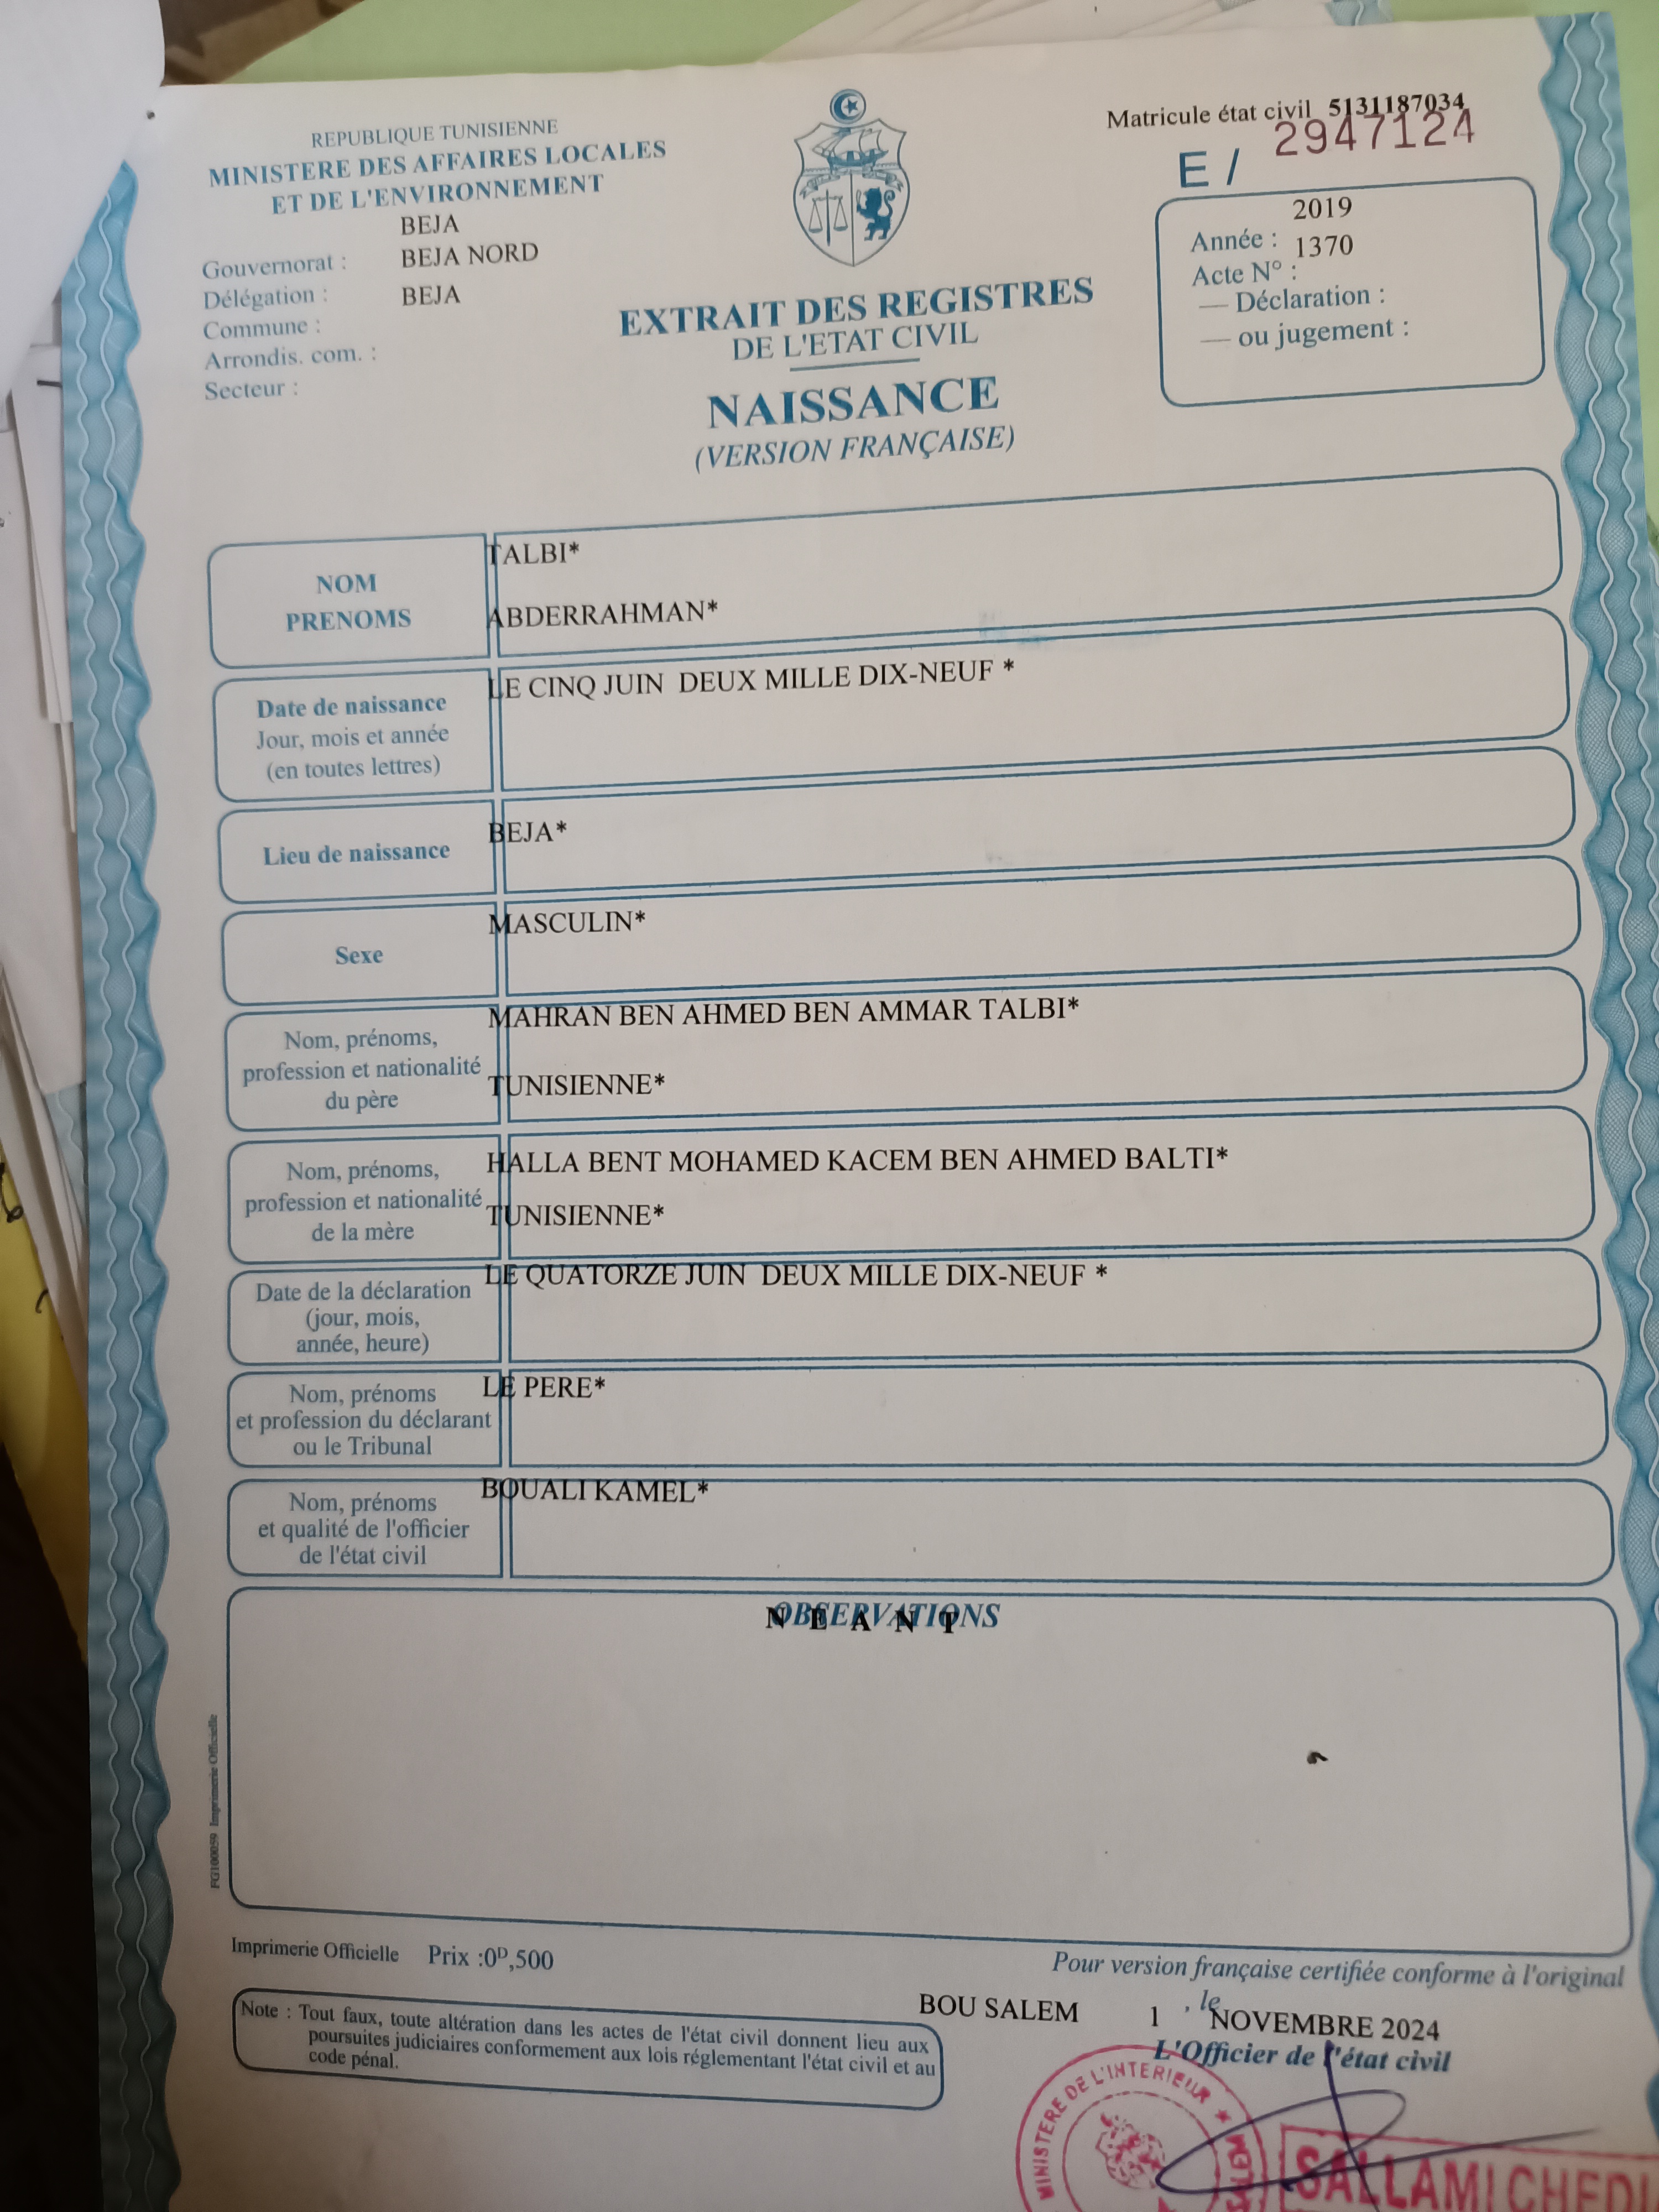 REPUBLIQUE TUNISIENNE
MINISTERE DES AFFAIRES LOCALES
ET DE L'ENVIRONNEMENT
BEJA
Gouvernorat : BEJA NORD
Délégation : BEJA
Commune :
Arrondis. com. :
Secteur :
Matricule état civil 5131187034
E / 2947124
2019
Année : 1370
Acte N° :
— Déclaration :
— ou jugement :
EXTRAIT DES REGISTRES
DE L'ETAT CIVIL
NAISSANCE
(VERSION FRANÇAISE)
NOM
PRENOMS
TALBI*
ABDERRAHMAN*
Date de naissance
Jour, mois et année
(en toutes lettres)
LE CINQ JUIN DEUX MILLE DIX-NEUF *
Lieu de naissance
BEJA*
Sexe
MASCULIN*
Nom, prénoms,
profession et nationalité
du père
MAHRAN BEN AHMED BEN AMMAR TALBI*
TUNISIENNE*
Nom, prénoms,
profession et nationalité
de la mère
HALLA BENT MOHAMED KACEM BEN AHMED BALTI*
TUNISIENNE*
Date de la déclaration
(jour, mois,
année, heure)
LE QUATORZE JUIN DEUX MILLE DIX-NEUF *
Nom, prénoms
et profession du déclarant
ou le Tribunal
LE PERE*
Nom, prénoms
et qualité de l'officier
de l'état civil
BOUALI KAMEL*
OBSERVATIONS
N E A N T
FG100059 Imprimerie Officielle
Imprimerie Officielle Prix :0D,500
Pour version française certifiée conforme à l'original
BOU SALEM 1 , le NOVEMBRE 2024
L'Officier de l'état civil
Note : Tout faux, toute altération dans les actes de l'état civil donnent lieu aux
poursuites judiciaires conformement aux lois réglementant l'état civil et au
code pénal.
MINISTERE DE L'INTERIEUR
SALLAMI CHEDI